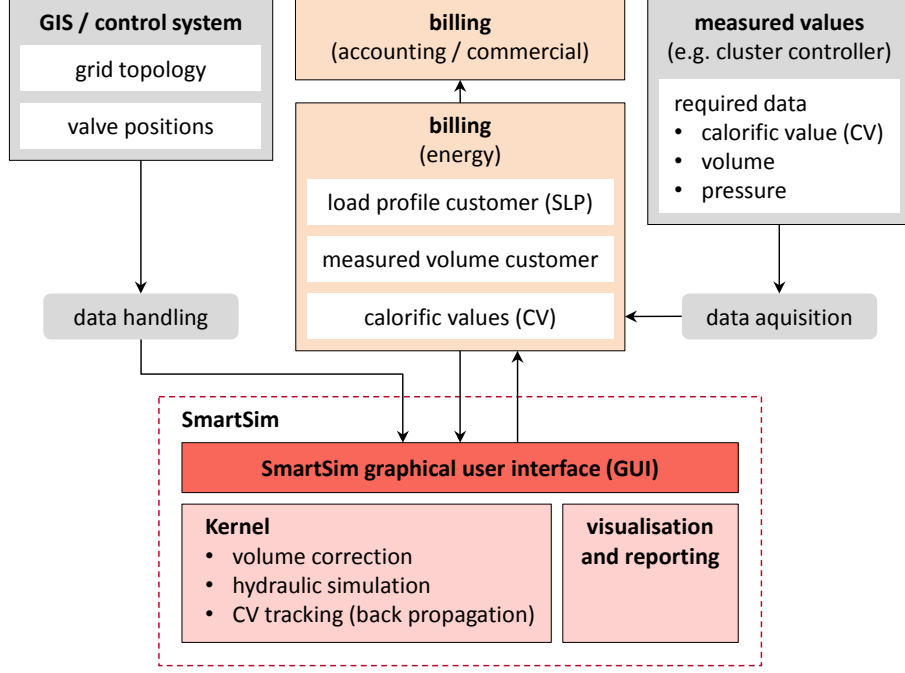 GIS / control system
grid topology
valve positions
billing
(accounting / commercial)
billing
(energy)
load profile customer (SLP)
measured volume customer
calorific values (CV)
measured values
(e.g. cluster controller)
required data
• calorific value (CV)
• volume
• pressure
data handling
data aquisition
SmartSim
SmartSim graphical user interface (GUI)
Kernel
• volume correction
• hydraulic simulation
• CV tracking (back propagation)
visualisation
and reporting